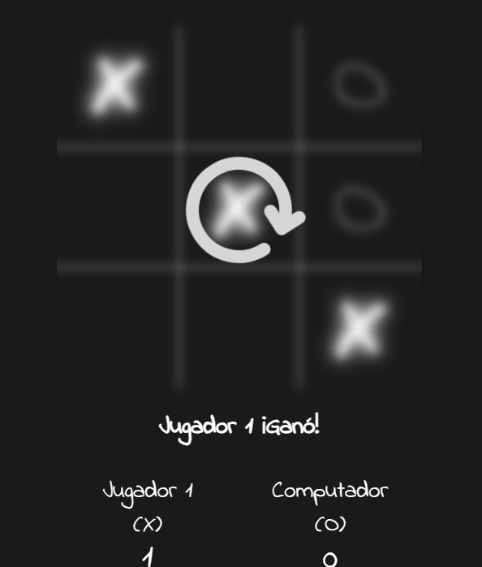 X O
X O
X
Jugador 1 ¡Ganó!
Jugador 1 Computador
(X) (O)
1 0